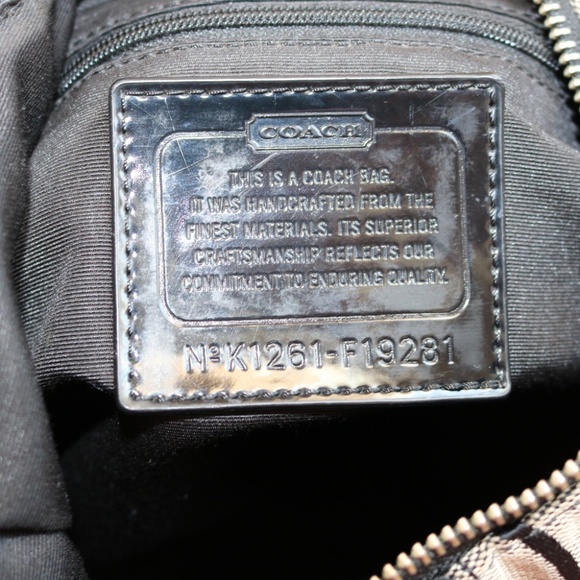 COACH
THIS IS A COACH BAG.
IT WAS HANDCRAFTED FROM THE
FINEST MATERIALS. ITS SUPERIOR
CRAFTSMANSHIP REFLECTS OUR
COMMITMENT TO ENDURING QUALITY.
Nº K1261-F19281